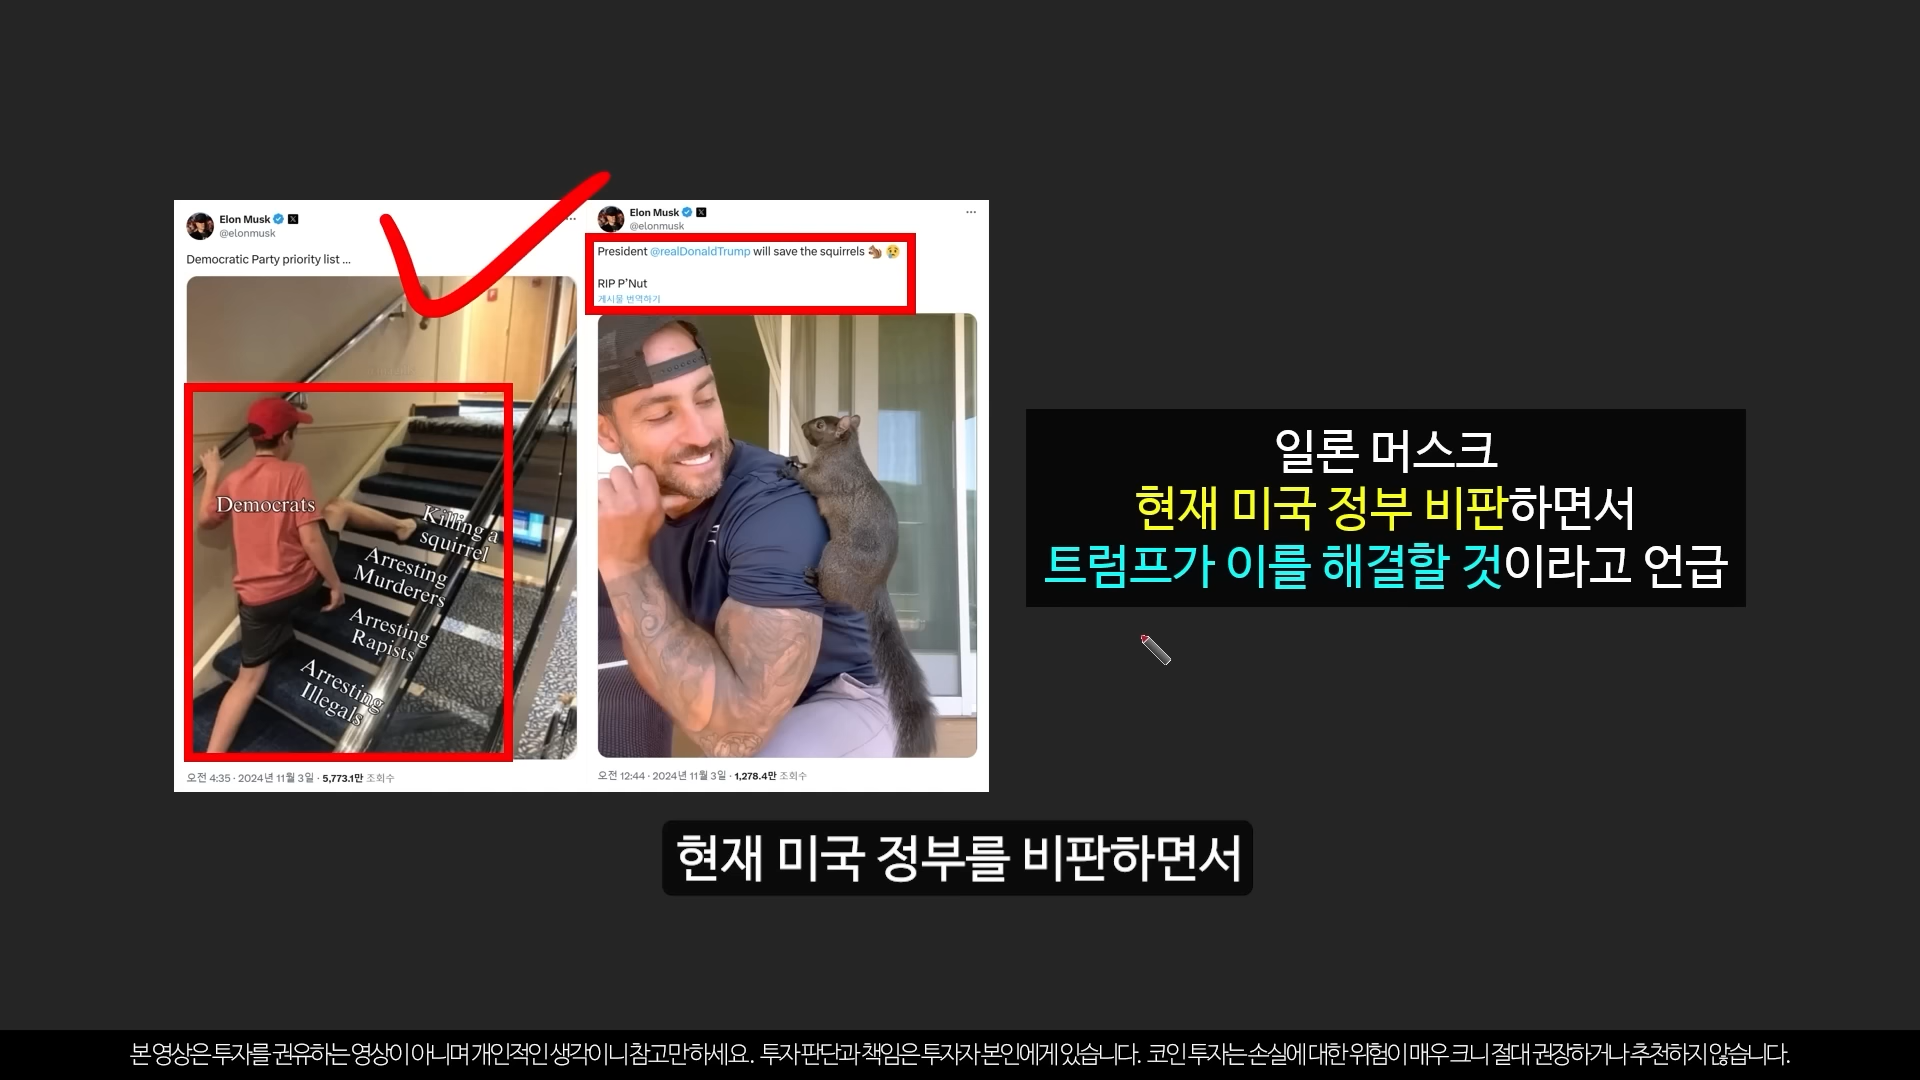 Elon Musk
@elonmusk
Democratic Party priority list ...
Democrats
Killing a
squirrel
Arresting
Murderers
Arresting
Rapists
Arresting
Illegals
오전 4:35 · 2024년 11월 3일 · 5,773.1만 조회수
Elon Musk
@elonmusk
President @realDonaldTrump will save the squirrels 🐿️ 😢
RIP P'Nut
게시물 번역하기
오전 12:44 · 2024년 11월 3일 · 1,278.4만 조회수
일론 머스크
현재 미국 정부 비판하면서
트럼프가 이를 해결할 것이라고 언급
현재 미국 정부를 비판하면서
본 영상은 투자를 권유하는 영상이 아니며 개인적인 생각이니 참고만 하세요. 투자 판단과 책임은 투자자 본인에게 있습니다. 코인 투자는 손실에 대한 위험이 매우 크니 절대 권장하거나 추천하지 않습니다.